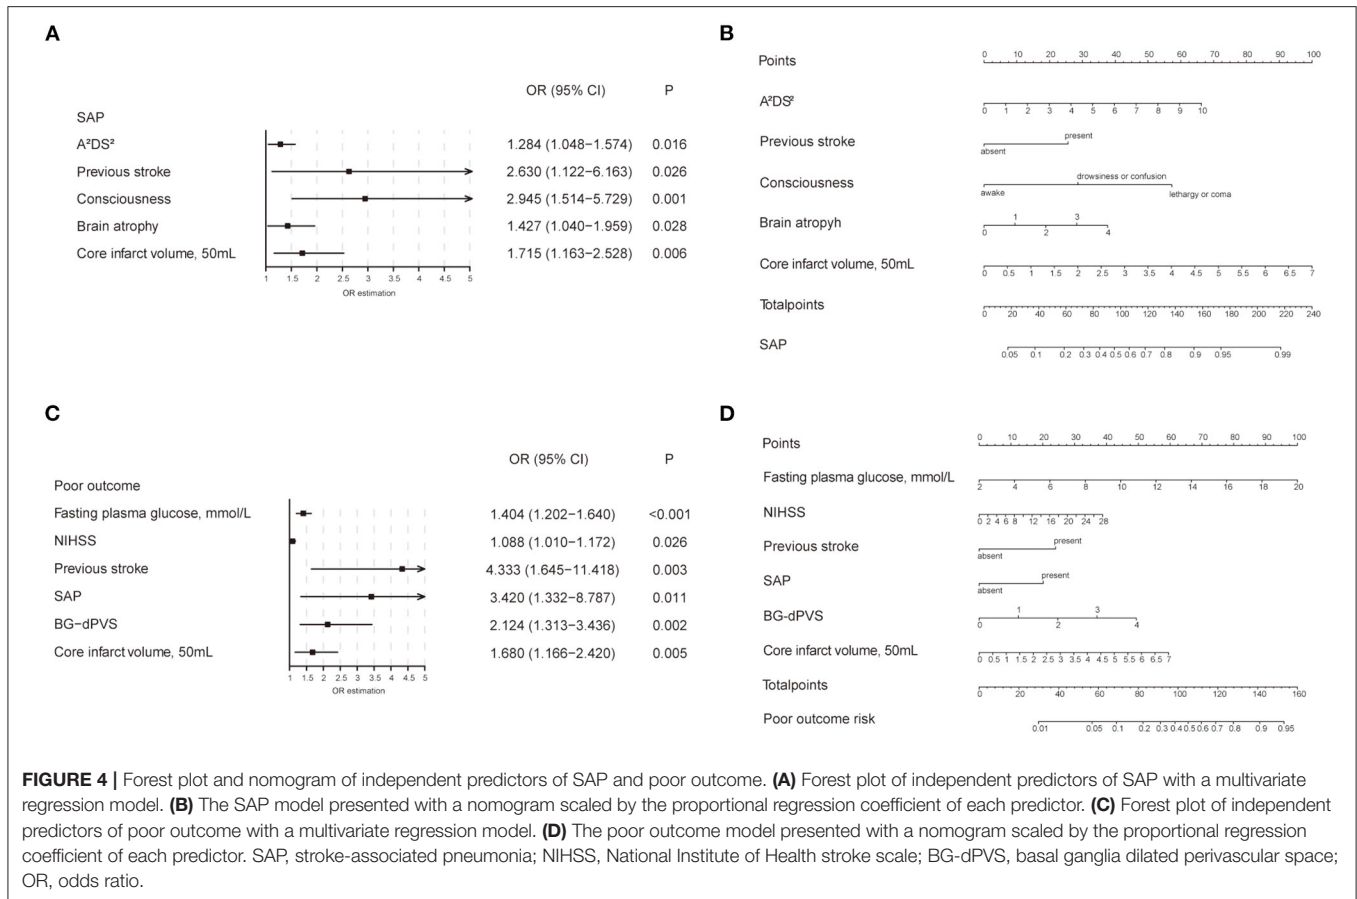 A
OR (95% CI) P
SAP
A²DS² 1.284 (1.048−1.574) 0.016
Previous stroke 2.630 (1.122−6.163) 0.026
Consciousness 2.945 (1.514−5.729) 0.001
Brain atrophy 1.427 (1.040−1.959) 0.028
Core infarct volume, 50mL 1.715 (1.163−2.528) 0.006
1 1.5 2 2.5 3 3.5 4 4.5 5
OR estimation
B
Points 0 10 20 30 40 50 60 70 80 90 100
A²DS² 0 1 2 3 4 5 6 7 8 9 10
Previous stroke present
absent
Consciousness drowsiness or confusion
awake lethargy or coma
Brain atropyh 1 3
0 2 4
Core infarct volume, 50mL 0 0.5 1 1.5 2 2.5 3 3.5 4 4.5 5 5.5 6 6.5 7
Totalpoints 0 20 40 60 80 100 120 140 160 180 200 220 240
SAP 0.05 0.1 0.2 0.3 0.4 0.5 0.6 0.7 0.8 0.9 0.95 0.99
C
OR (95% CI) P
Poor outcome
Fasting plasma glucose, mmol/L 1.404 (1.202−1.640) <0.001
NIHSS 1.088 (1.010−1.172) 0.026
Previous stroke 4.333 (1.645−11.418) 0.003
SAP 3.420 (1.332−8.787) 0.011
BG−dPVS 2.124 (1.313−3.436) 0.002
Core infarct volume, 50mL 1.680 (1.166−2.420) 0.005
1 1.5 2 2.5 3 3.5 4 4.5 5
OR estimation
D
Points 0 10 20 30 40 50 60 70 80 90 100
Fasting plasma glucose, mmol/L 2 4 6 8 10 12 14 16 18 20
NIHSS 0 2 4 6 8 12 16 20 24 28
Previous stroke present
absent
SAP present
absent
BG-dPVS 1 3
0 2 4
Core infarct volume, 50mL 0 0.5 1 1.5 2 2.5 3 3.5 4 4.5 5 5.5 6 6.5 7
Totalpoints 0 20 40 60 80 100 120 140 160
Poor outcome risk 0.01 0.05 0.1 0.2 0.3 0.4 0.5 0.6 0.7 0.8 0.9 0.95
FIGURE 4 | Forest plot and nomogram of independent predictors of SAP and poor outcome. (A) Forest plot of independent predictors of SAP with a multivariate
regression model. (B) The SAP model presented with a nomogram scaled by the proportional regression coefficient of each predictor. (C) Forest plot of independent
predictors of poor outcome with a multivariate regression model. (D) The poor outcome model presented with a nomogram scaled by the proportional regression
coefficient of each predictor. SAP, stroke-associated pneumonia; NIHSS, National Institute of Health stroke scale; BG-dPVS, basal ganglia dilated perivascular space;
OR, odds ratio.